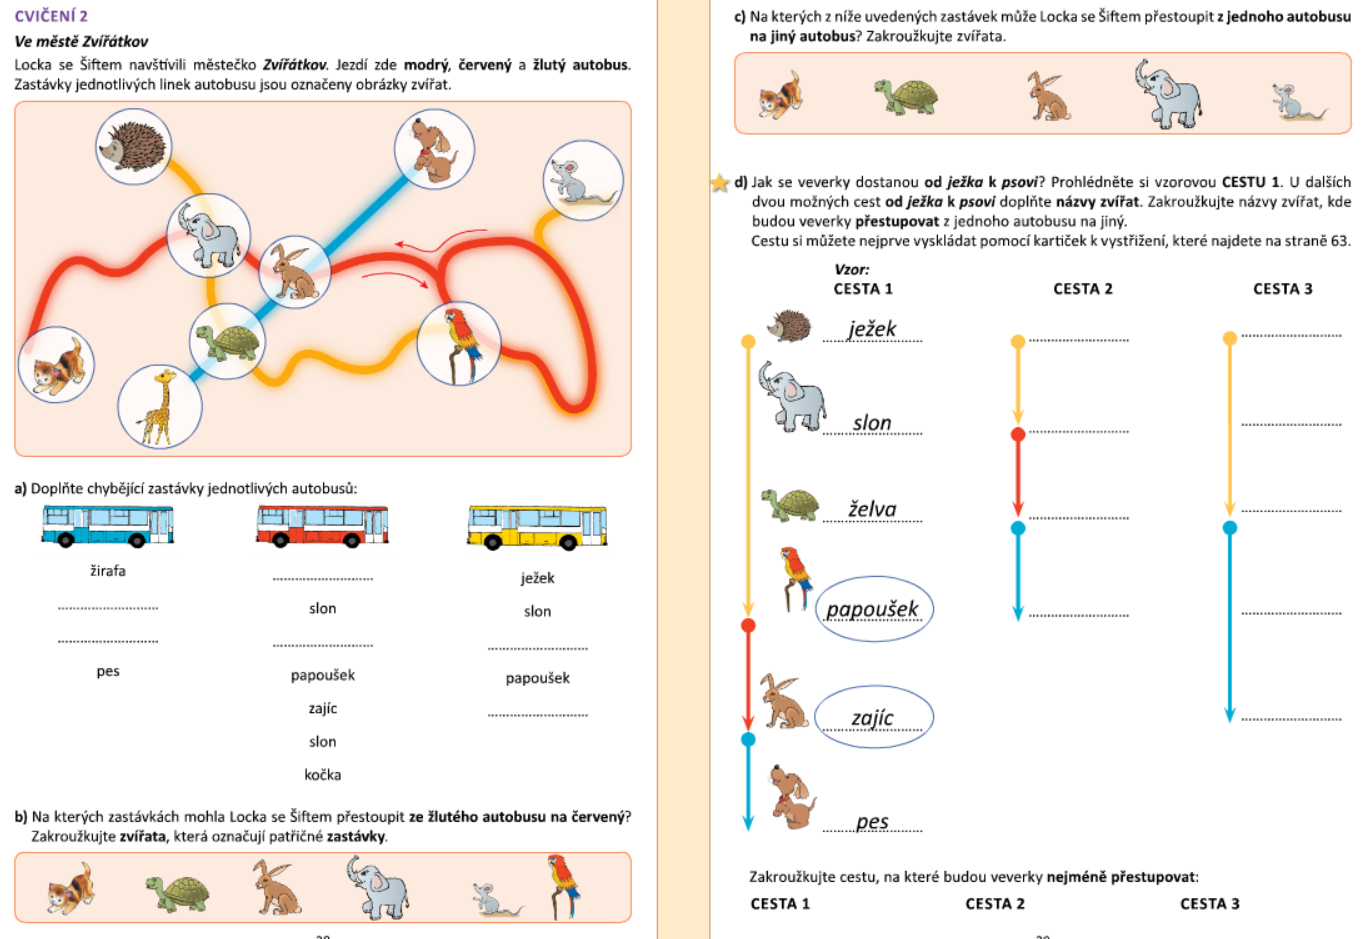 CVIČENÍ 2
Ve městě Zvířátkov
Locka se Šiftem navštívili městečko Zvířátkov. Jezdí zde modrý, červený a žlutý autobus.
Zastávky jednotlivých linek autobusu jsou označeny obrázky zvířat.
a) Doplňte chybějící zastávky jednotlivých autobusů:
žirafa
........................
........................
pes
........................
slon
........................
papoušek
zajíc
slon
kočka
ježek
slon
........................
papoušek
........................
b) Na kterých zastávkách mohla Locka se Šiftem přestoupit ze žlutého autobusu na červený?
Zakroužkujte zvířata, která označují patřičné zastávky.
c) Na kterých z níže uvedených zastávek může Locka se Šiftem přestoupit z jednoho autobusu
na jiný autobus? Zakroužkujte zvířata.
d) Jak se veverky dostanou od ježka k psovi? Prohlédněte si vzorovou CESTU 1. U dalších
dvou možných cest od ježka k psovi doplňte názvy zvířat. Zakroužkujte názvy zvířat, kde
budou veverky přestupovat z jednoho autobusu na jiný.
Cestu si můžete nejprve vyskládat pomocí kartiček k vystřižení, které najdete na straně 63.
Vzor:
CESTA 1
ježek
slon
želva
papoušek
zajíc
pes
CESTA 2
........................
........................
........................
........................
CESTA 3
........................
........................
........................
........................
........................
Zakroužkujte cestu, na které budou veverky nejméně přestupovat:
CESTA 1 CESTA 2 CESTA 3